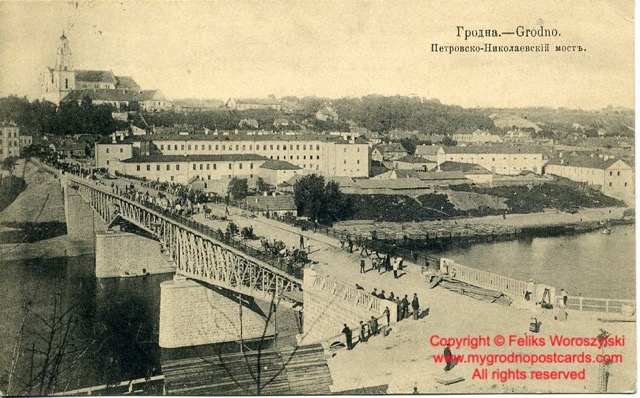 Гродна.—Grodno.
Петровско-Николаевскій мостъ.
Copyright © Feliks Woroszylski
www.mygrodnopostcards.com
All rights reserved